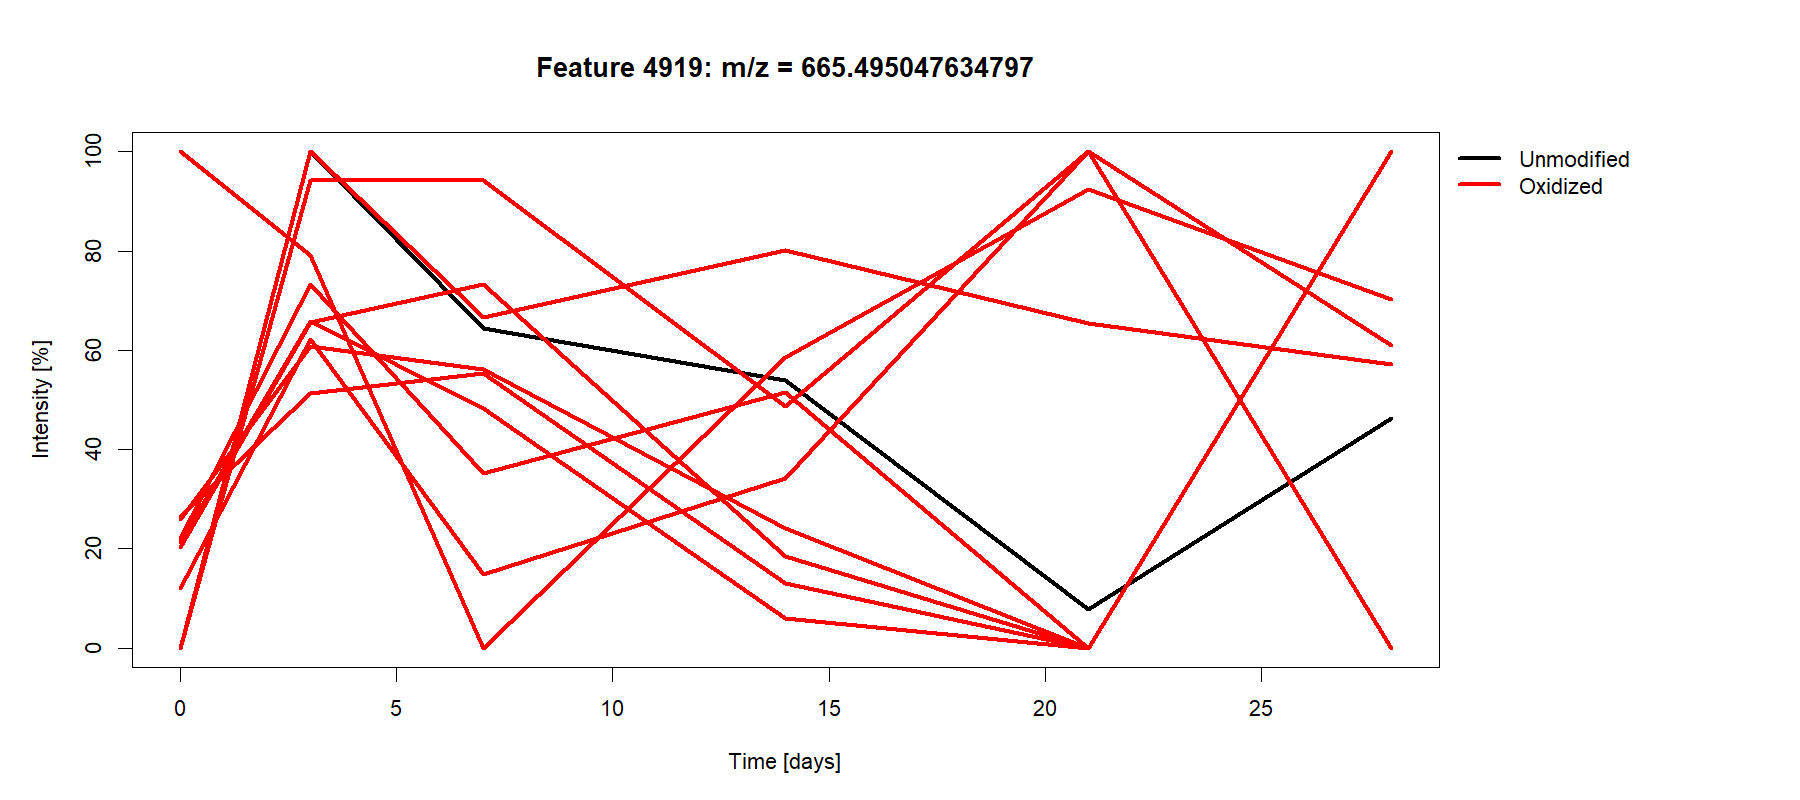 Feature 4919: m/z = 665.495047634797
Unmodified
Oxidized
Intensity [%]
100
80
60
40
20
0
0 5 10 15 20 25
Time [days]